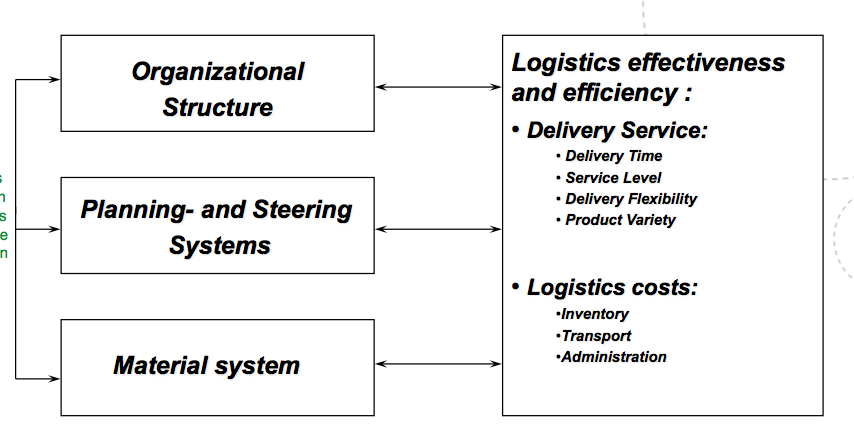 Organizational
Structure
Planning- and Steering
Systems
Material system
Logistics effectiveness
and efficiency :
• Delivery Service:
• Delivery Time
• Service Level
• Delivery Flexibility
• Product Variety
• Logistics costs:
•Inventory
•Transport
•Administration